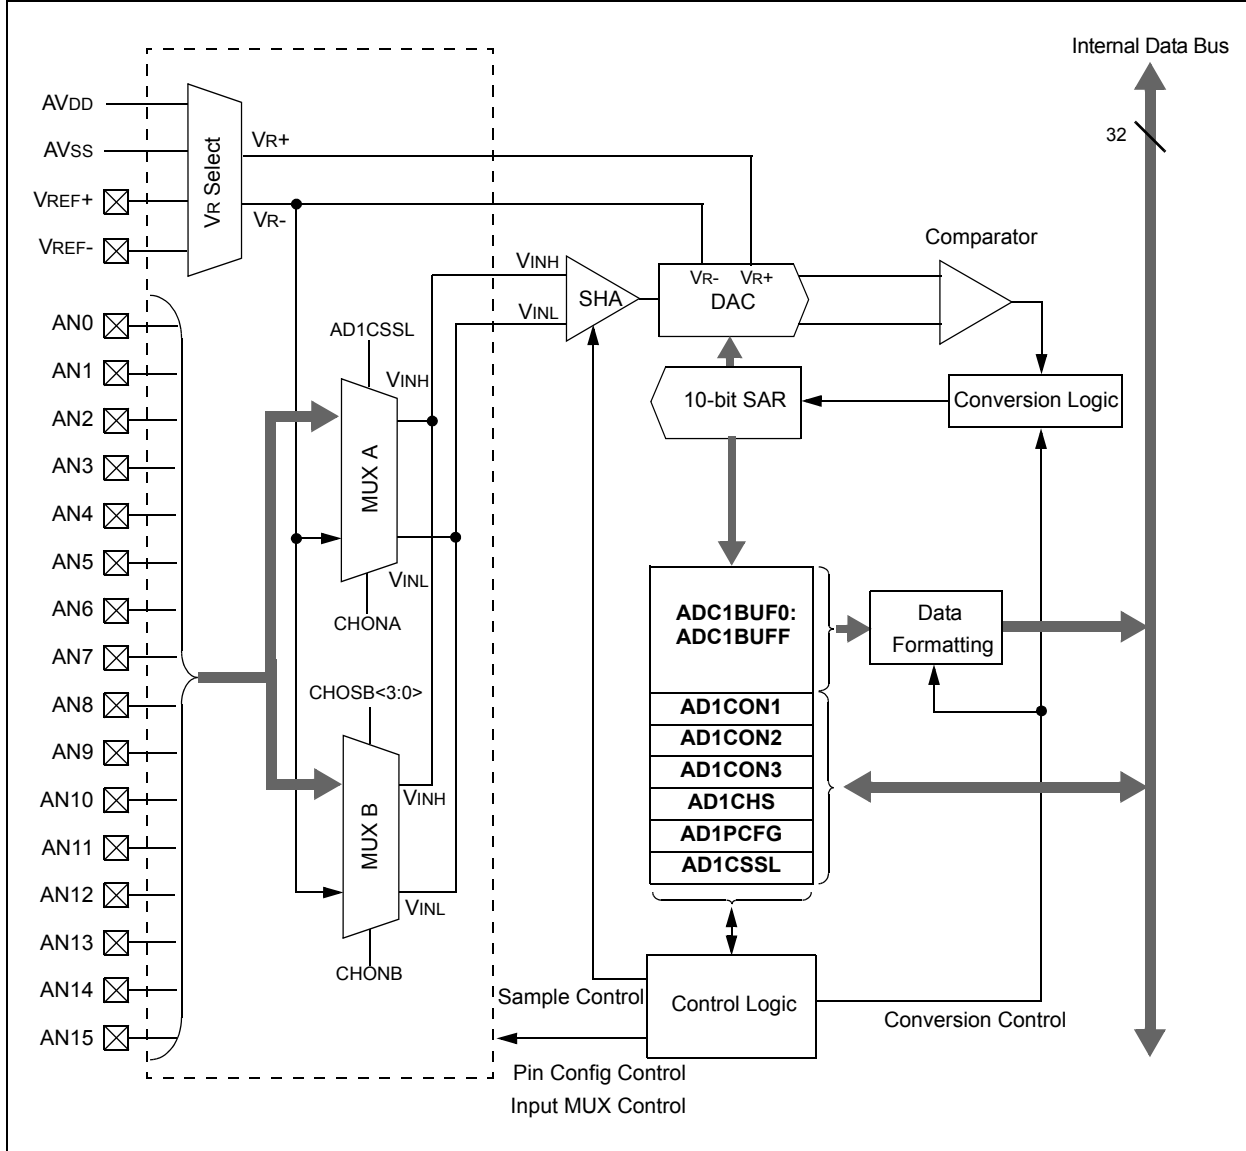 Internal Data Bus
32
AVDD
AVSS
VREF+
VREF-
VR Select
VR+
VR-
AN0
AN1
AN2
AN3
AN4
AN5
AN6
AN7
AN8
AN9
AN10
AN11
AN12
AN13
AN14
AN15
AD1CSSL
VINH
MUX A
VINL
CHONA
CHOSB<3:0>
VINH
MUX B
VINL
CHONB
VINH
VINL
SHA
VR- VR+
DAC
Comparator
10-bit SAR
Conversion Logic
ADC1BUF0:
ADC1BUFF
Data
Formatting
AD1CON1
AD1CON2
AD1CON3
AD1CHS
AD1PCFG
AD1CSSL
Sample Control
Control Logic
Conversion Control
Pin Config Control
Input MUX Control